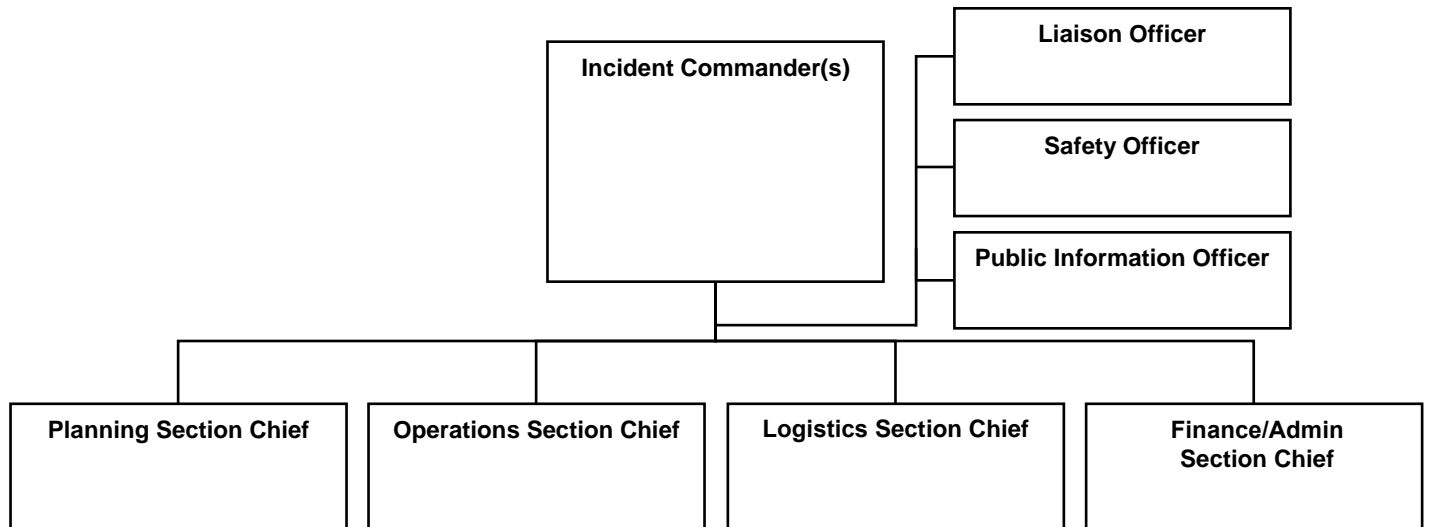 Liaison Officer
Incident Commander(s)
Safety Officer
Public Information Officer
Planning Section Chief
Operations Section Chief
Logistics Section Chief
Finance/Admin
Section Chief